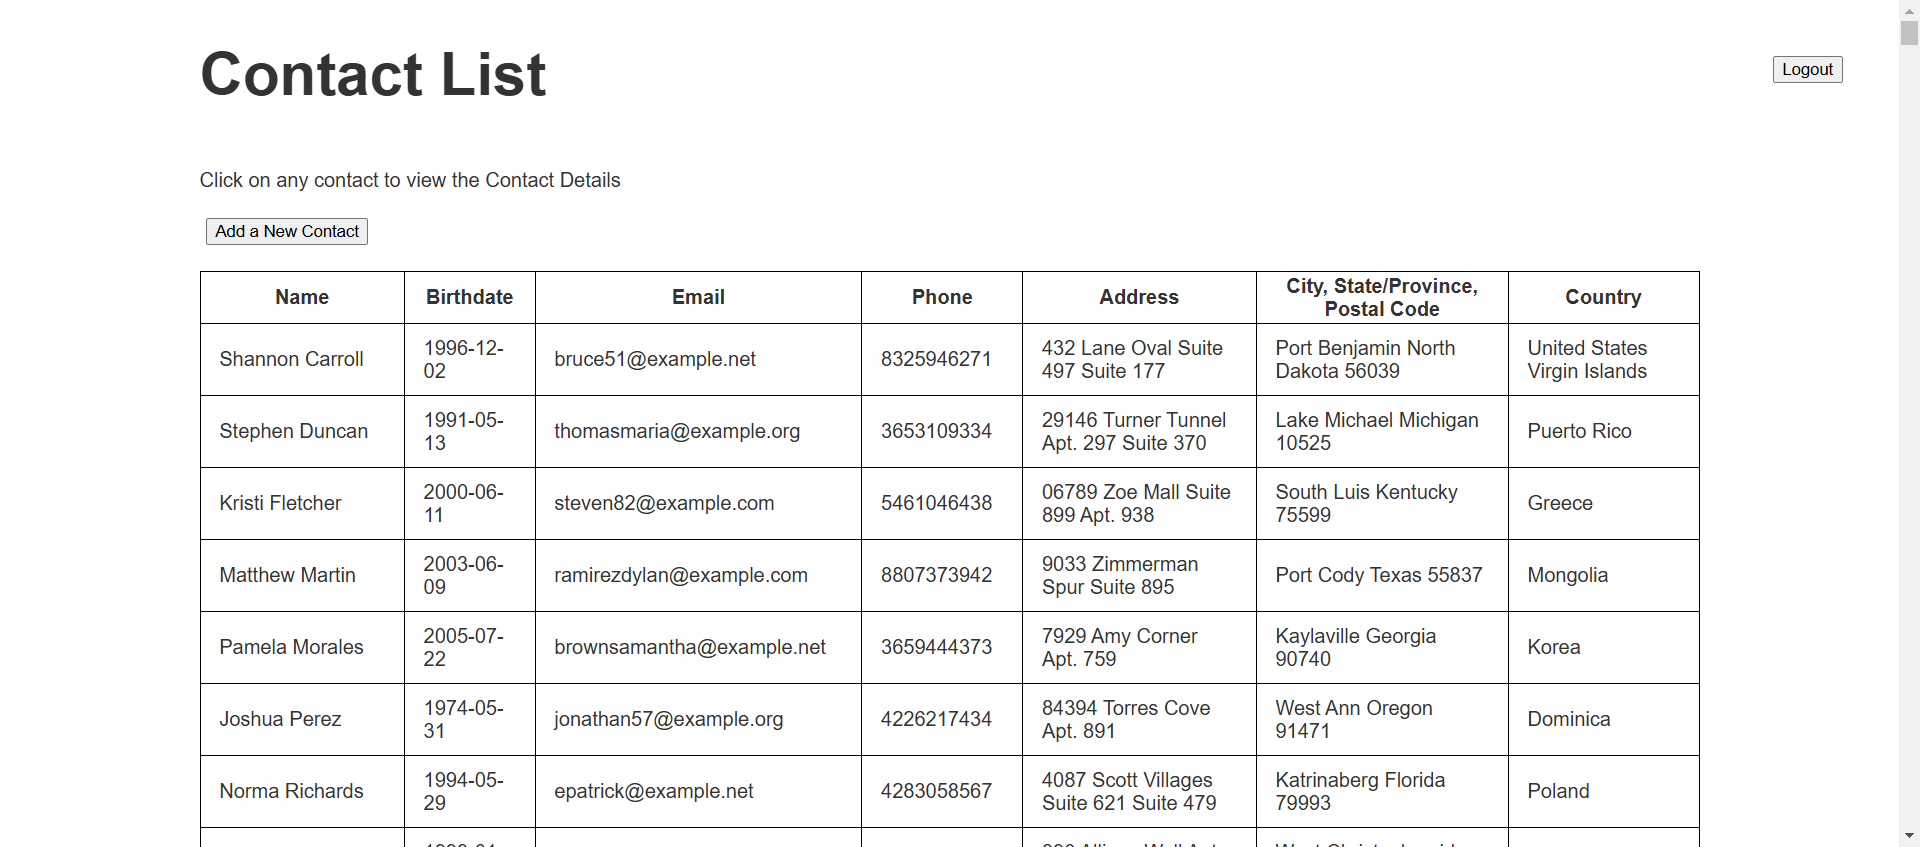 Contact List
Logout
Click on any contact to view the Contact Details
Add a New Contact
Name Birthdate Email Phone Address City, State/Province, Postal Code Country
Shannon Carroll 1996-12-02 bruce51@example.net 8325946271 432 Lane Oval Suite 497 Suite 177 Port Benjamin North Dakota 56039 United States Virgin Islands
Stephen Duncan 1991-05-13 thomasmaria@example.org 3653109334 29146 Turner Tunnel Apt. 297 Suite 370 Lake Michael Michigan 10525 Puerto Rico
Kristi Fletcher 2000-06-11 steven82@example.com 5461046438 06789 Zoe Mall Suite 899 Apt. 938 South Luis Kentucky 75599 Greece
Matthew Martin 2003-06-09 ramirezdylan@example.com 8807373942 9033 Zimmerman Spur Suite 895 Port Cody Texas 55837 Mongolia
Pamela Morales 2005-07-22 brownsamantha@example.net 3659444373 7929 Amy Corner Apt. 759 Kaylaville Georgia 90740 Korea
Joshua Perez 1974-05-31 jonathan57@example.org 4226217434 84394 Torres Cove Apt. 891 West Ann Oregon 91471 Dominica
Norma Richards 1994-05-29 epatrick@example.net 4283058567 4087 Scott Villages Suite 621 Suite 479 Katrinaberg Florida 79993 Poland